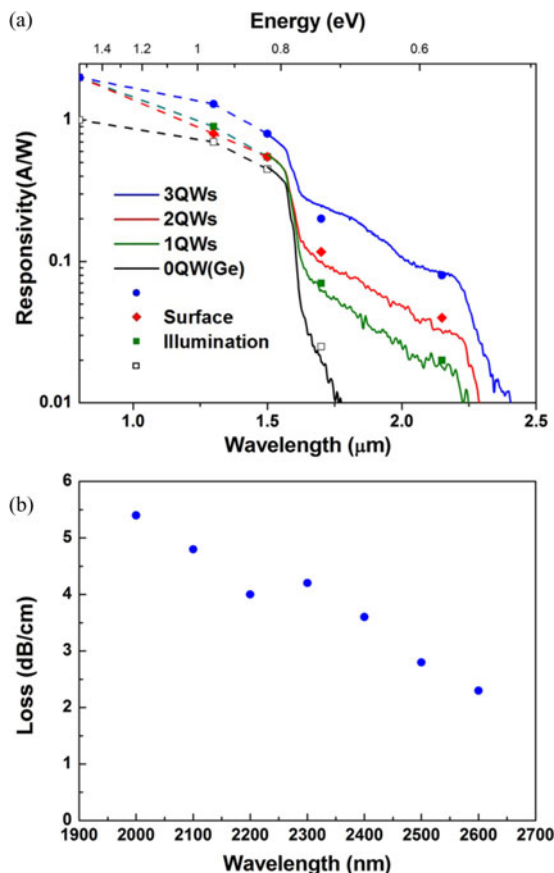 (a)
Energy (eV)
1.4 1.2 1 0.8 0.6
Responsivity(A/W)
1
0.1
0.01
3QWs
2QWs
1QWs
0QW(Ge)
Surface
Illumination
1.0 1.5 2.0 2.5
Wavelength (μm)
(b)
Loss (dB/cm)
6
5
4
3
2
1
0
1900 2000 2100 2200 2300 2400 2500 2600 2700
Wavelength (nm)